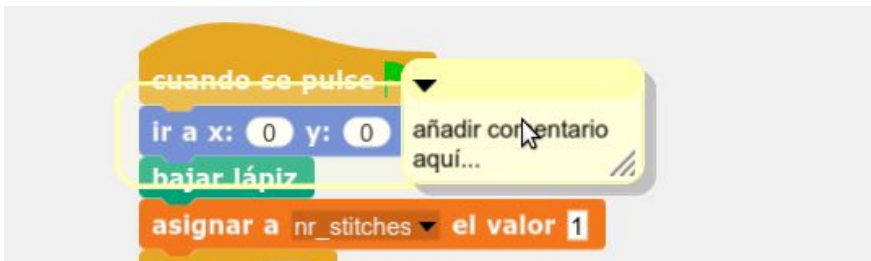 cuando se pulse
ir a x: 0 y: 0
añadir comentario
aquí...
bajar lápiz
asignar a nr_stitches el valor 1